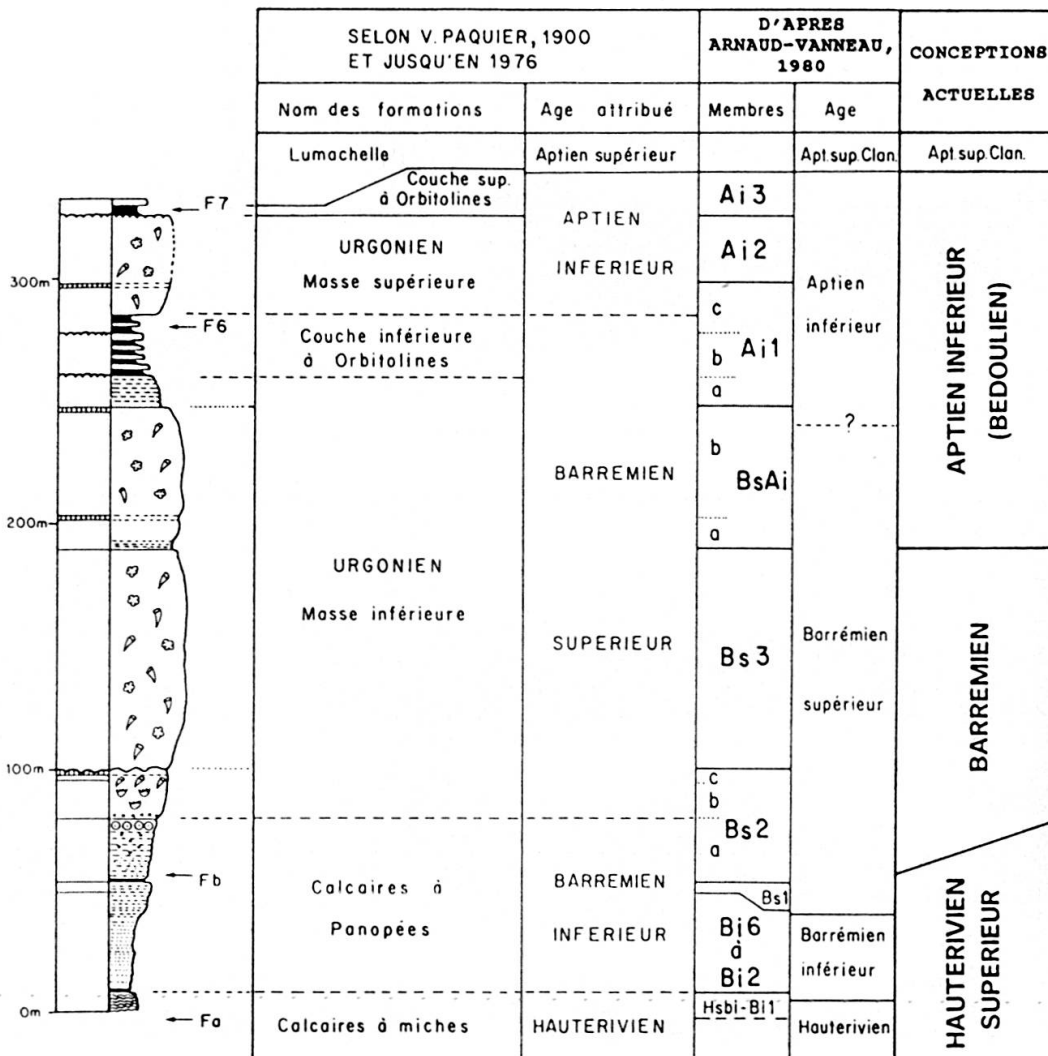 SELON V. PAQUIER, 1900
ET JUSQU'EN 1976
D'APRES
ARNAUD-VANNEAU,
1980
CONCEPTIONS
ACTUELLES
Nom des formations
Age attribué
Membres
Age
Lumachelle
Aptien supérieur
Apt.sup.Clan.
Apt.sup.Clan.
Couche sup.
à Orbitolines
F7
URGONIEN
Masse supérieure
APTIEN
INFERIEUR
Ai3
Ai2
300m
F6
Couche inférieure
à Orbitolines
c
b
Ai1
a
Aptien
inférieur
?
APTIEN INFERIEUR
(BEDOULIEN)
BARREMIEN
b
BsAi
a
200m
URGONIEN
Masse inférieure
SUPERIEUR
Bs3
Barrémien
supérieur
BARREMIEN
100m
c
b
Bs2
a
Fb
Calcaires à
Panopées
BARREMIEN
INFERIEUR
Bs1
Bi6
à
Bi2
Barrémien
inférieur
HAUTERIVIEN
SUPERIEUR
0m
Fa
Calcaires à miches
HAUTERIVIEN
Hsbi-Bi1
Hauterivien